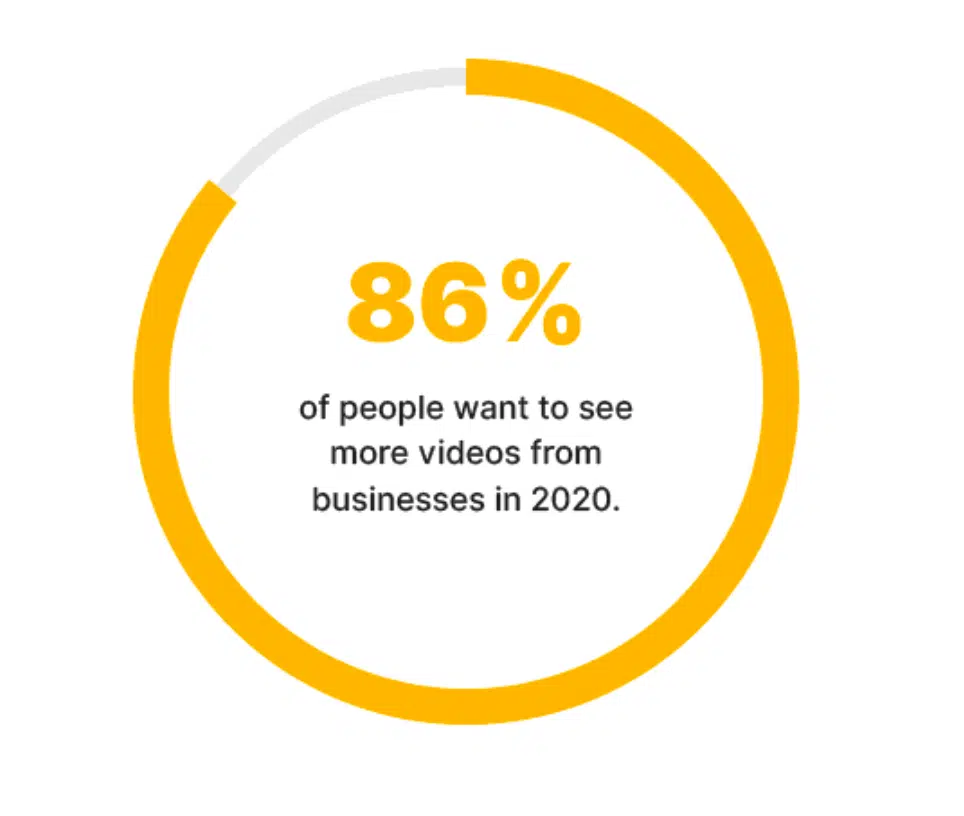 86%
of people want to see
more videos from
businesses in 2020.